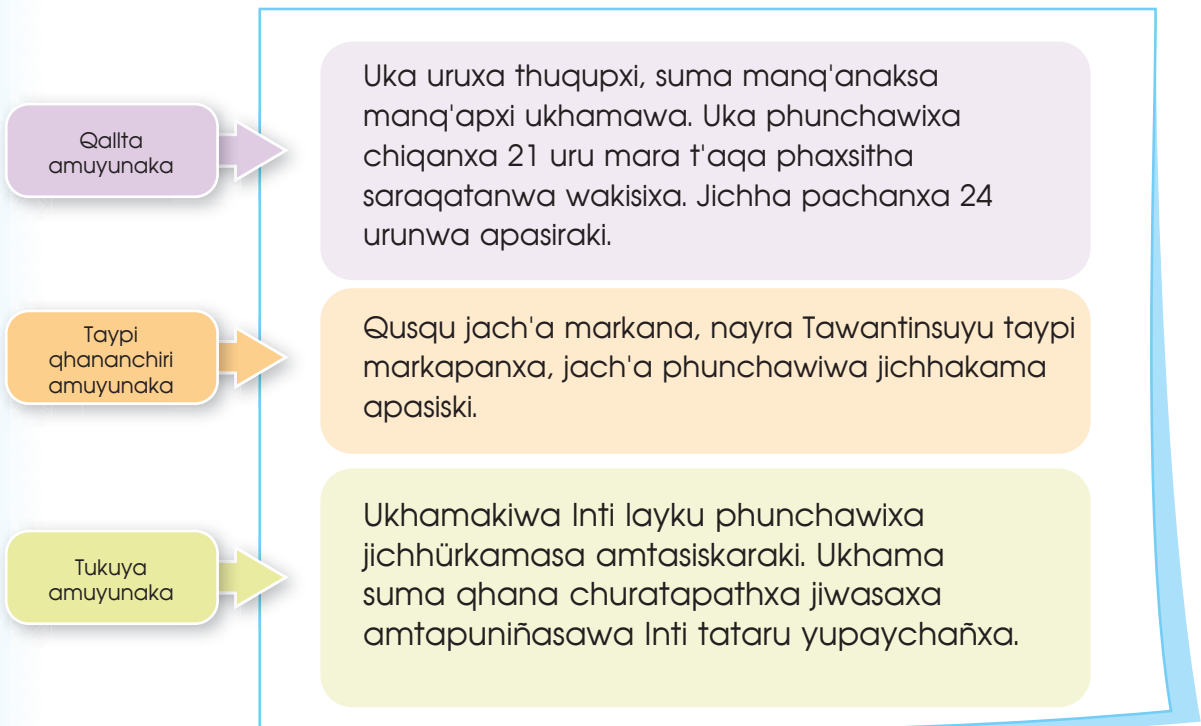 Qallta
amuyunaka
Uka uruxa thuqupxi, suma manq'anaksa
manq'apxi ukhamawa. Uka phunchawixa
chiqanxa 21 uru mara t'aqa phaxsitha
saraqatanwa wakisixa. Jichha pachanxa 24
urunwa apasiraki.
Taypi
qhananchiri
amuyunaka
Qusqu jach'a markana, nayra Tawantinsuyu taypi
markapanxa, jach'a phunchawiwa jichhakama
apasiski.
Tukuya
amuyunaka
Ukhamakiwa Inti layku phunchawixa
jichhürkamasa amtasiskaraki. Ukhama
suma qhana churatapathxa jiwasaxa
amtapuniñasawa Inti tataru yupaychañxa.